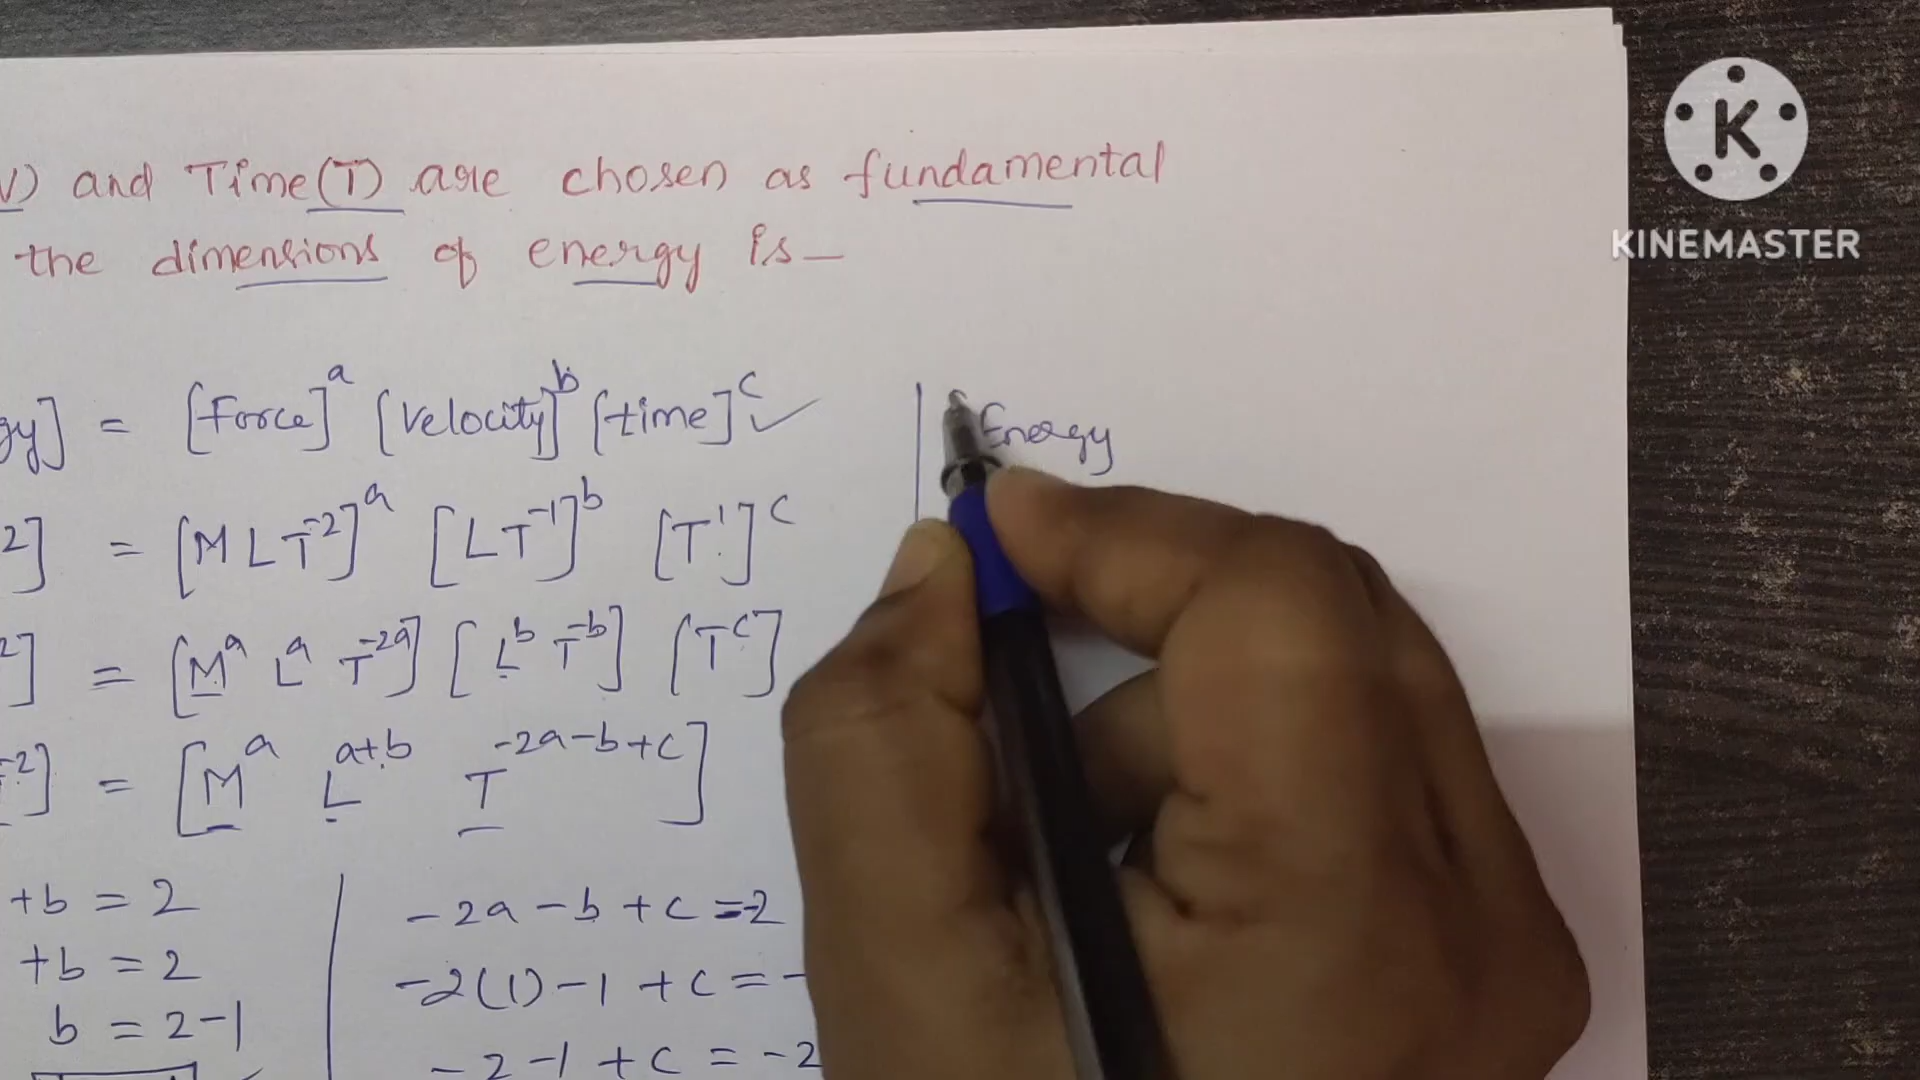 V) and Time(T) are chosen as fundamental
the dimensions of energy is—
gy] = [Force]^a [Velocity]^b [time]^c ✓
2] = [M L T^-2]^a [L T^-1]^b [T^1]^c
2] = [M^a L^a T^-2a] [L^b T^-b] [T^c]
-2] = [M^a L^a+b T^-2a-b+c]
+b = 2
+b = 2
b = 2-1
-2a-b+c=-2
-2(1)-1+c=-
-2-1+c=-2
Energy
K
KINEMASTER